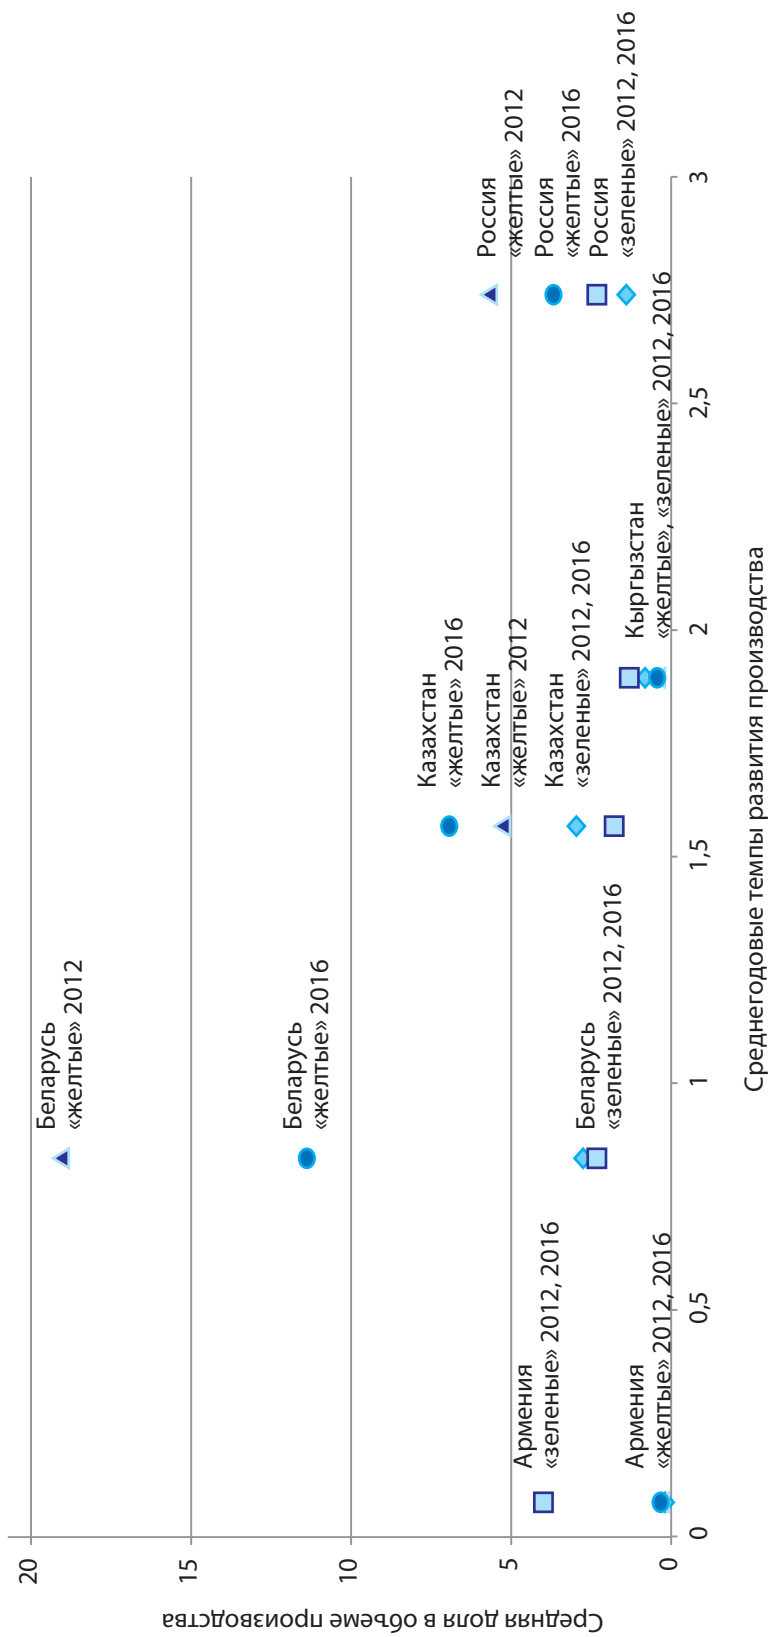 20
15
10
5
0
Средняя доля в объеме производства
Беларусь
«желтые» 2012
Беларусь
«желтые» 2016
Казахстан
«желтые» 2016
Казахстан
«желтые» 2012
Россия
«желтые» 2012
Россия
«желтые» 2016
Армения
«зеленые» 2012, 2016
Казахстан
«зеленые» 2012, 2016
Беларусь
«зеленые» 2012, 2016
Россия
«зеленые» 2012, 2016
Армения
«желтые» 2012, 2016
Кыргызстан
«желтые», «зеленые» 2012, 2016
0
0,5
1
1,5
2
2,5
3
Среднегодовые темпы развития производства